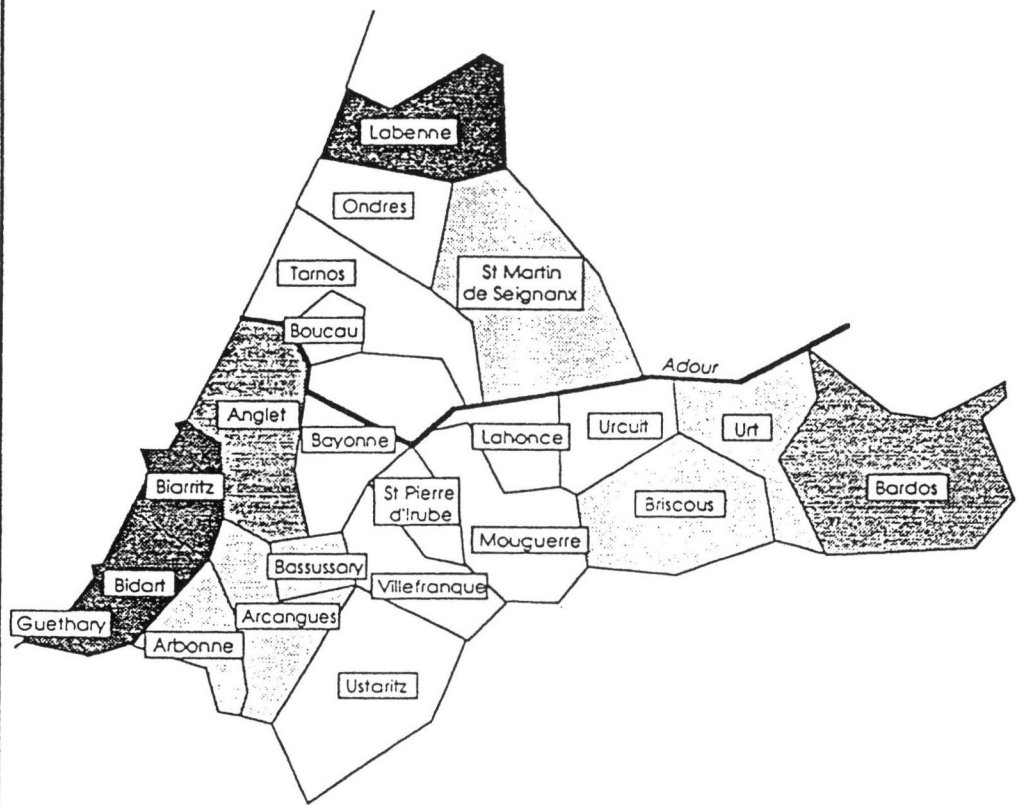 Labenne
Ondres
Tarnos
St Martin
de Seignanx
Boucau
Adour
Anglet
Bayonne
Lahonce
Urcuit
Urt
Biarritz
St Pierre
d'Irube
Bardos
Briscous
Mouguerre
Bassussary
Bidart
Villefranque
Guethary
Arcangues
Arbonne
Ustaritz